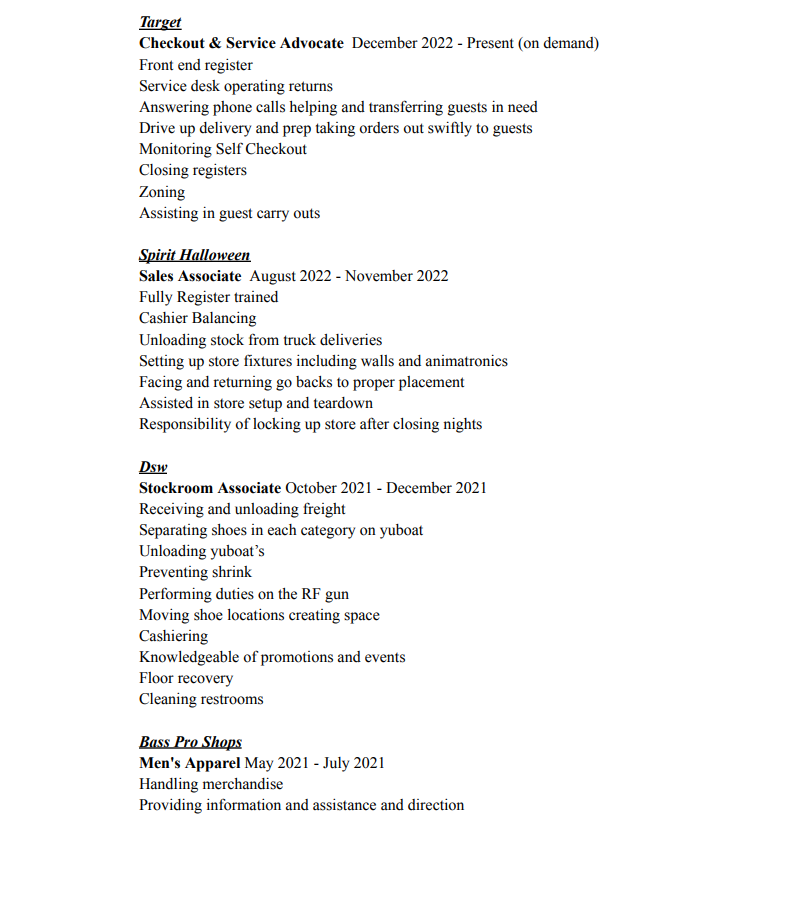 Target
Checkout & Service Advocate  December 2022 - Present (on demand)
Front end register
Service desk operating returns
Answering phone calls helping and transferring guests in need
Drive up delivery and prep taking orders out swiftly to guests
Monitoring Self Checkout
Closing registers
Zoning
Assisting in guest carry outs
Spirit Halloween
Sales Associate  August 2022 - November 2022
Fully Register trained
Cashier Balancing
Unloading stock from truck deliveries
Setting up store fixtures including walls and animatronics
Facing and returning go backs to proper placement
Assisted in store setup and teardown
Responsibility of locking up store after closing nights
Dsw
Stockroom Associate October 2021 - December 2021
Receiving and unloading freight
Separating shoes in each category on yuboat
Unloading yuboat’s
Preventing shrink
Performing duties on the RF gun
Moving shoe locations creating space
Cashiering
Knowledgeable of promotions and events
Floor recovery
Cleaning restrooms
Bass Pro Shops
Men's Apparel May 2021 - July 2021
Handling merchandise
Providing information and assistance and direction